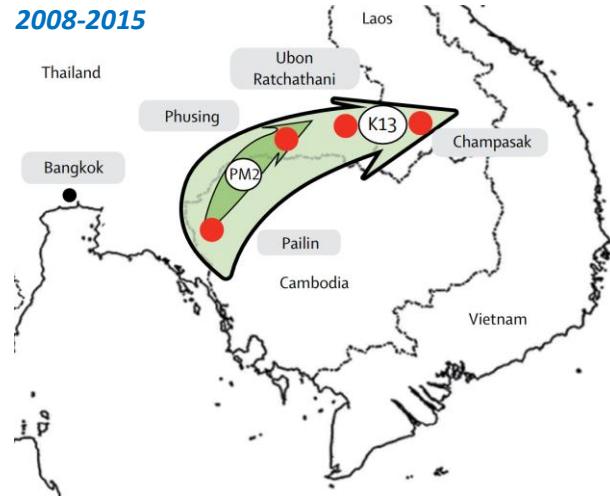 2008-2015
Laos
Thailand
Ubon
Ratchathani
Phusing
K13
Champasak
Bangkok
PM2
Pailin
Cambodia
Vietnam